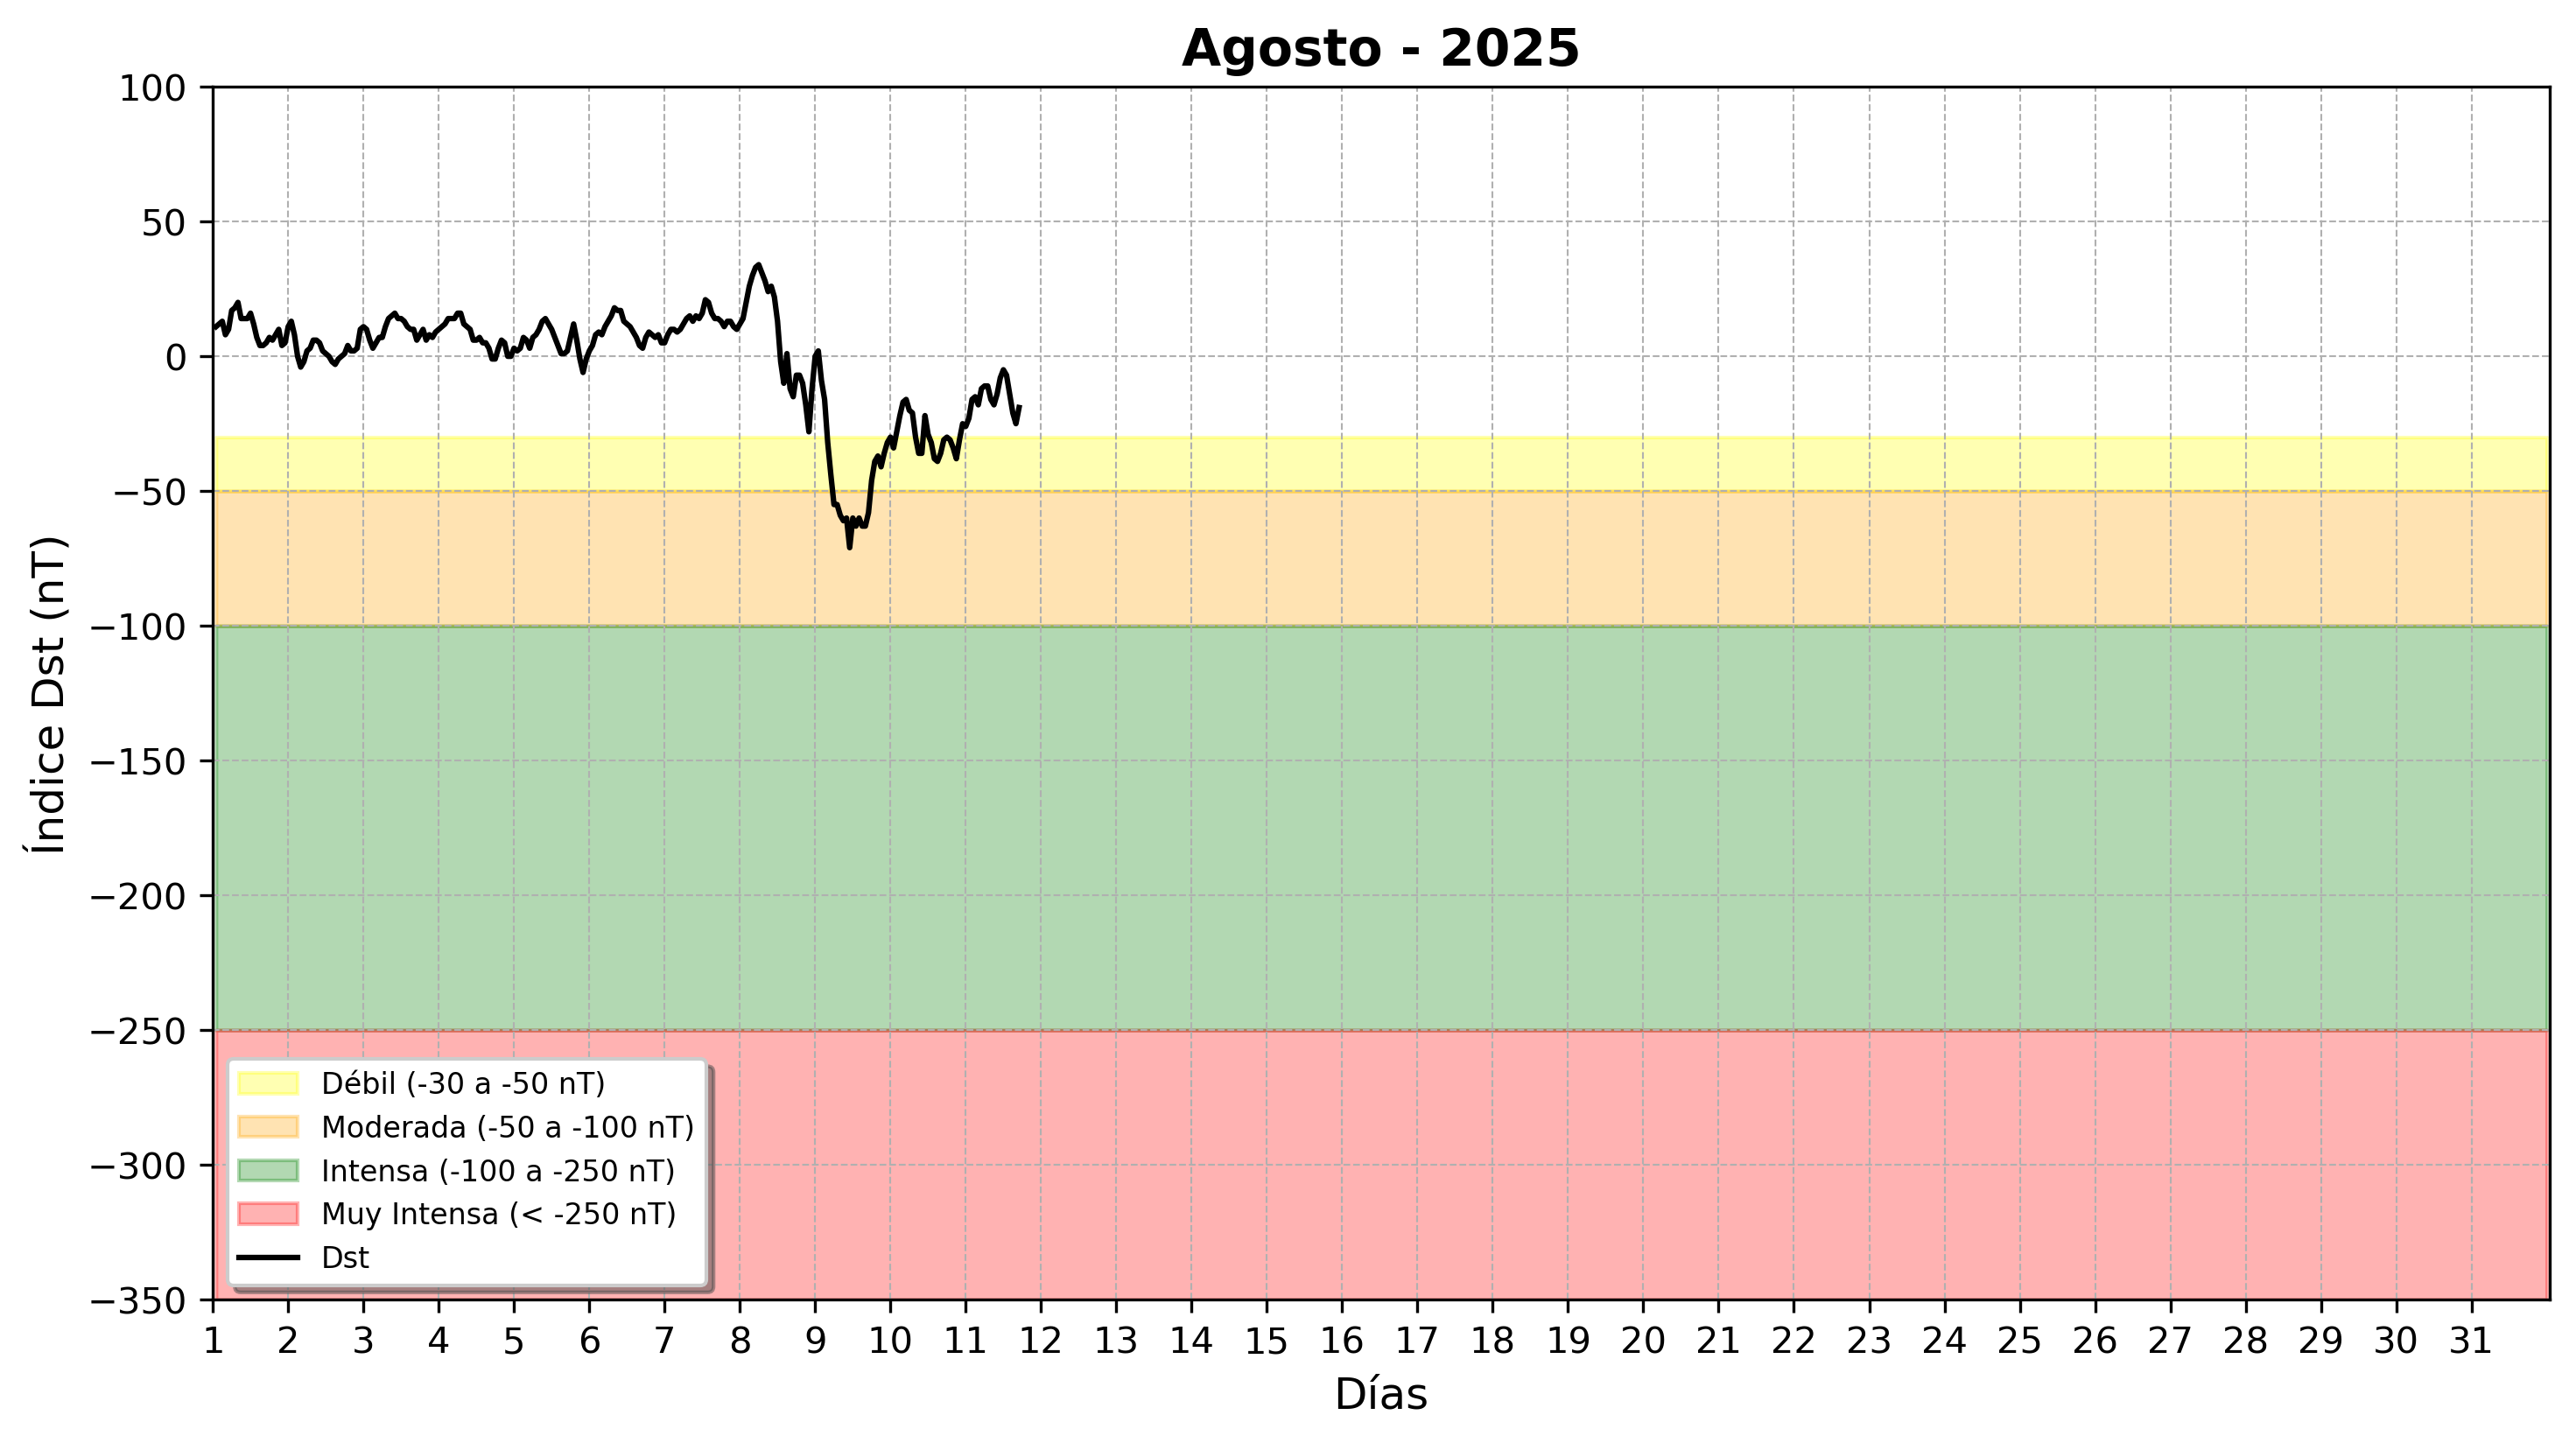 Agosto - 2025
Índice Dst (nT)
100
50
0
−50
−100
−150
−200
−250
−300
−350
Débil (-30 a -50 nT)
Moderada (-50 a -100 nT)
Intensa (-100 a -250 nT)
Muy Intensa (< -250 nT)
Dst
1 2 3 4 5 6 7 8 9 10 11 12 13 14 15 16 17 18 19 20 21 22 23 24 25 26 27 28 29 30 31
Días